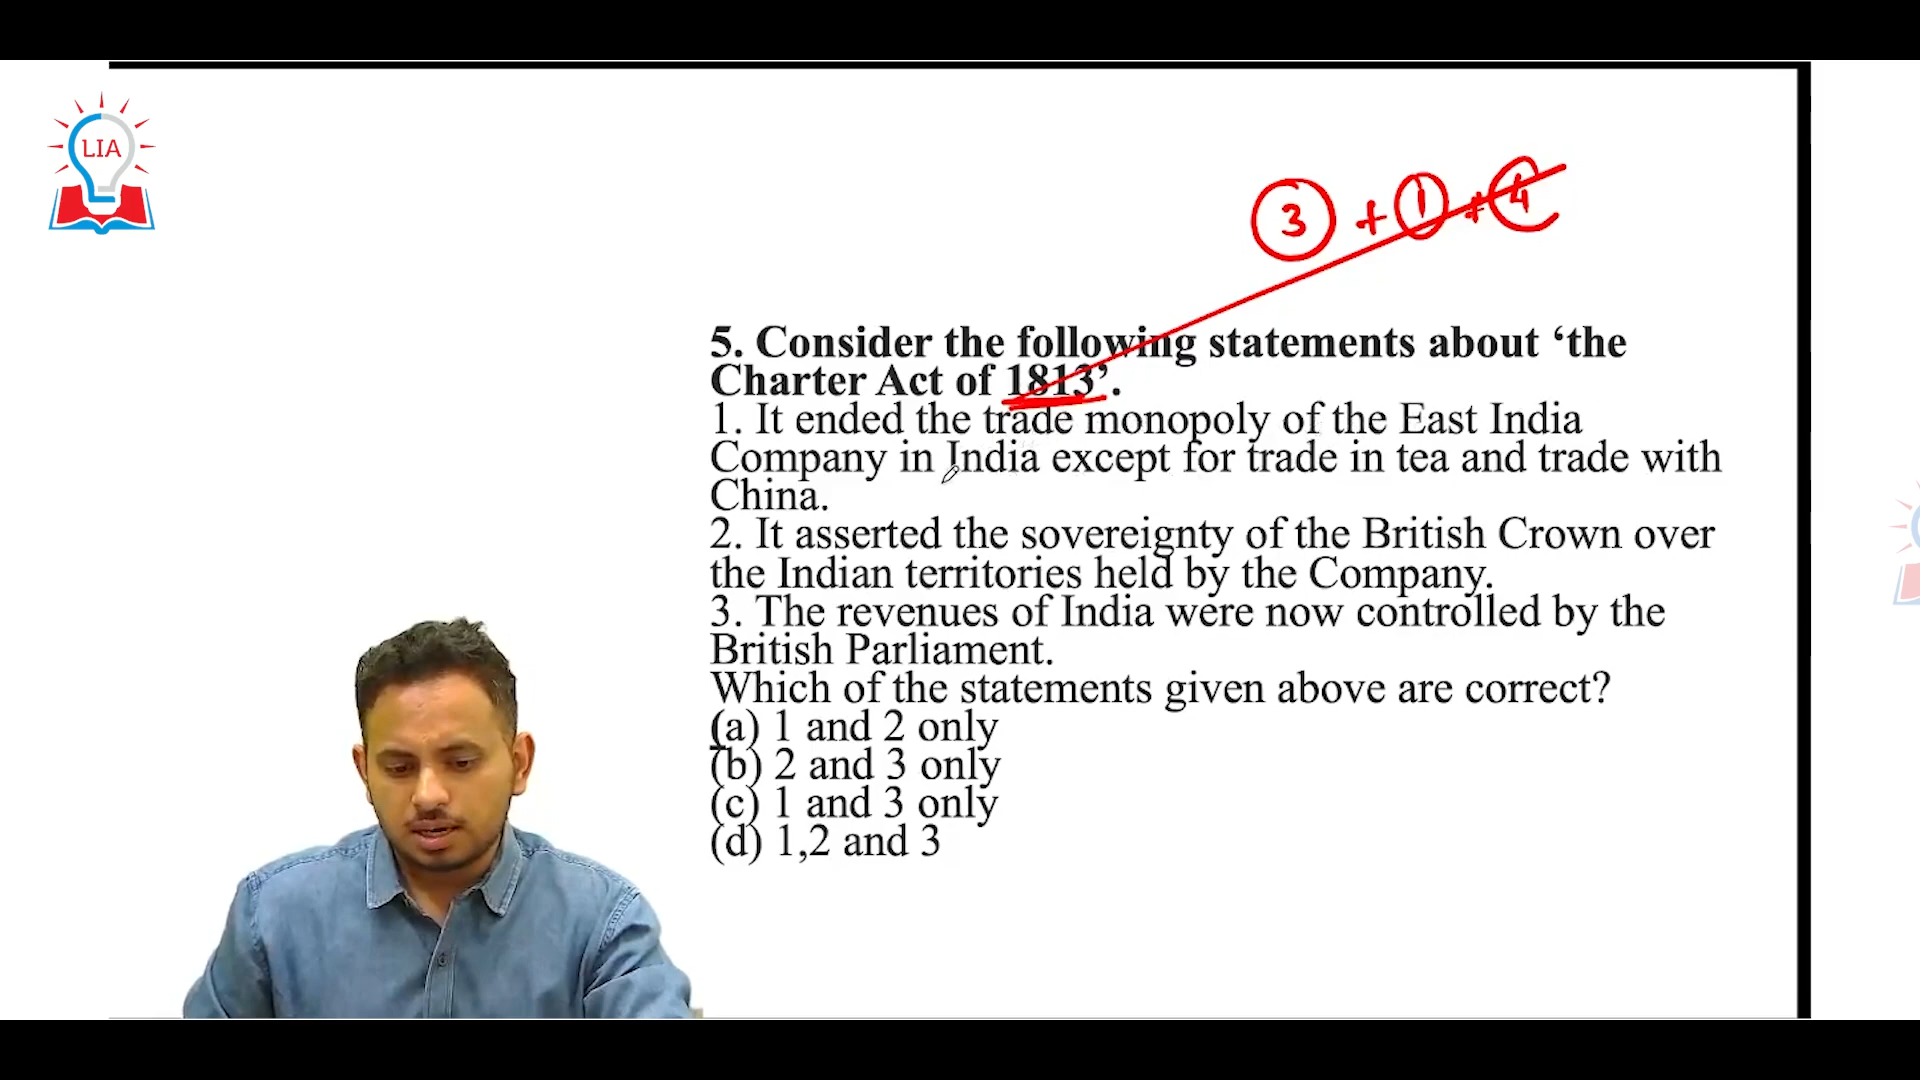 LIA
3 + 1 + 4
5. Consider the following statements about ‘the
Charter Act of 1813’.
1. It ended the trade monopoly of the East India
Company in India except for trade in tea and trade with
China.
2. It asserted the sovereignty of the British Crown over
the Indian territories held by the Company.
3. The revenues of India were now controlled by the
British Parliament.
Which of the statements given above are correct?
(a) 1 and 2 only
(b) 2 and 3 only
(c) 1 and 3 only
(d) 1,2 and 3